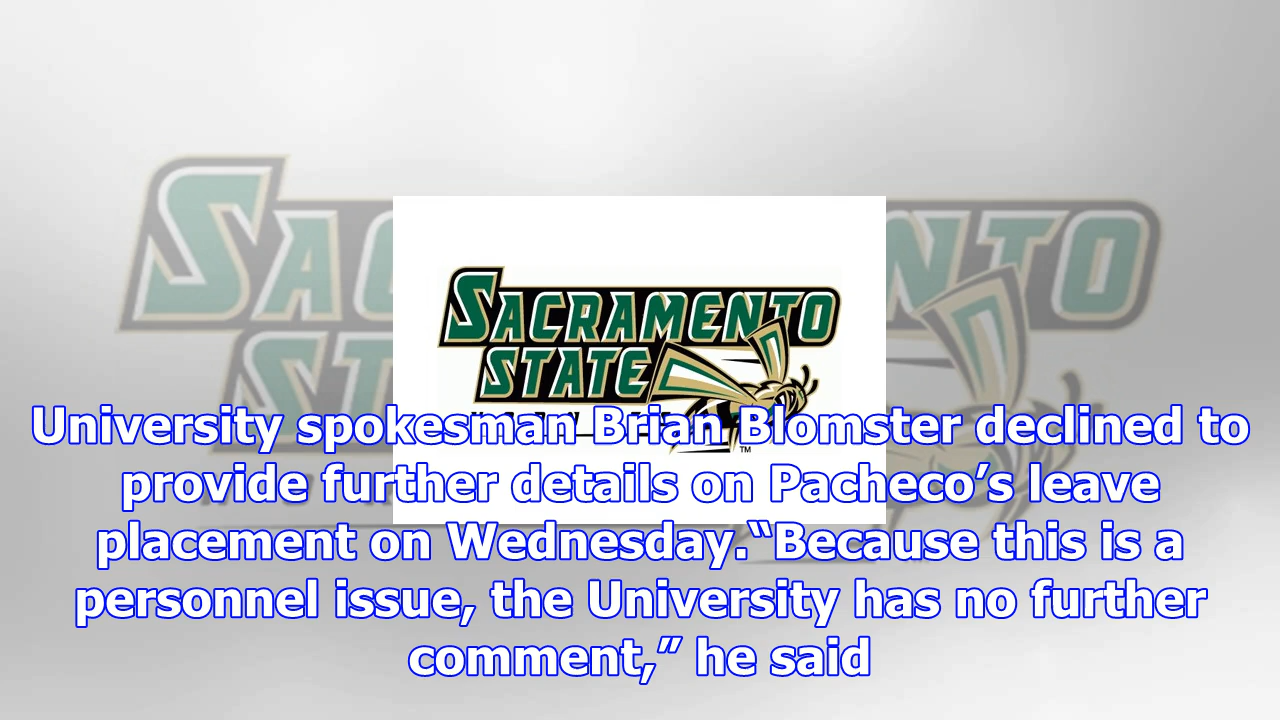 SACRAMENTO
STATE
TM
University spokesman Brian Blomster declined to
provide further details on Pacheco’s leave
placement on Wednesday.“Because this is a
personnel issue, the University has no further
comment,” he said